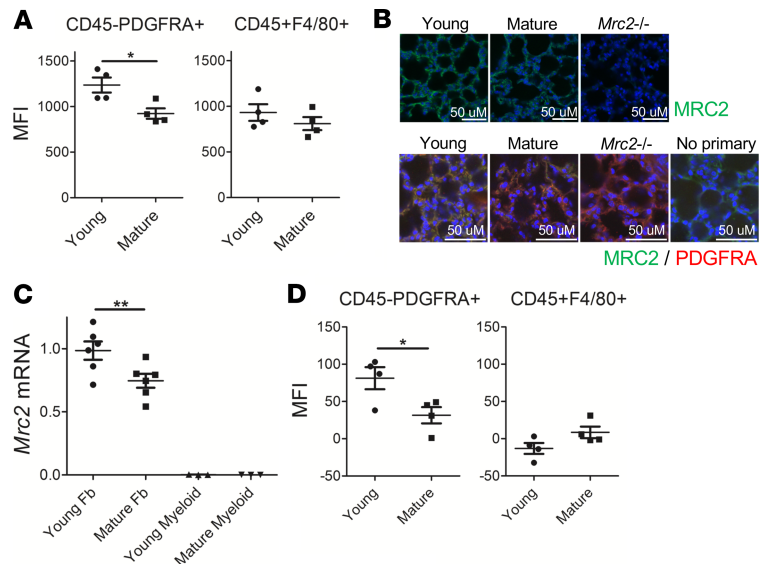 A
CD45-PDGFRA+
CD45+F4/80+
*
MFI
1500
1000
500
0
Young
Mature
1500
1000
500
0
Young
Mature
B
Young
Mature
Mrc2-/-
50 uM
50 uM
50 uM
MRC2
Young
Mature
Mrc2-/-
No primary
50 uM
50 uM
50 uM
50 uM
MRC2 / PDGFRA
C
**
Mrc2 mRNA
1.0
0.5
0.0
Young Fb
Mature Fb
Young Myeloid
Mature Myeloid
D
CD45-PDGFRA+
CD45+F4/80+
*
MFI
150
100
50
0
-50
Young
Mature
150
100
50
0
-50
Young
Mature